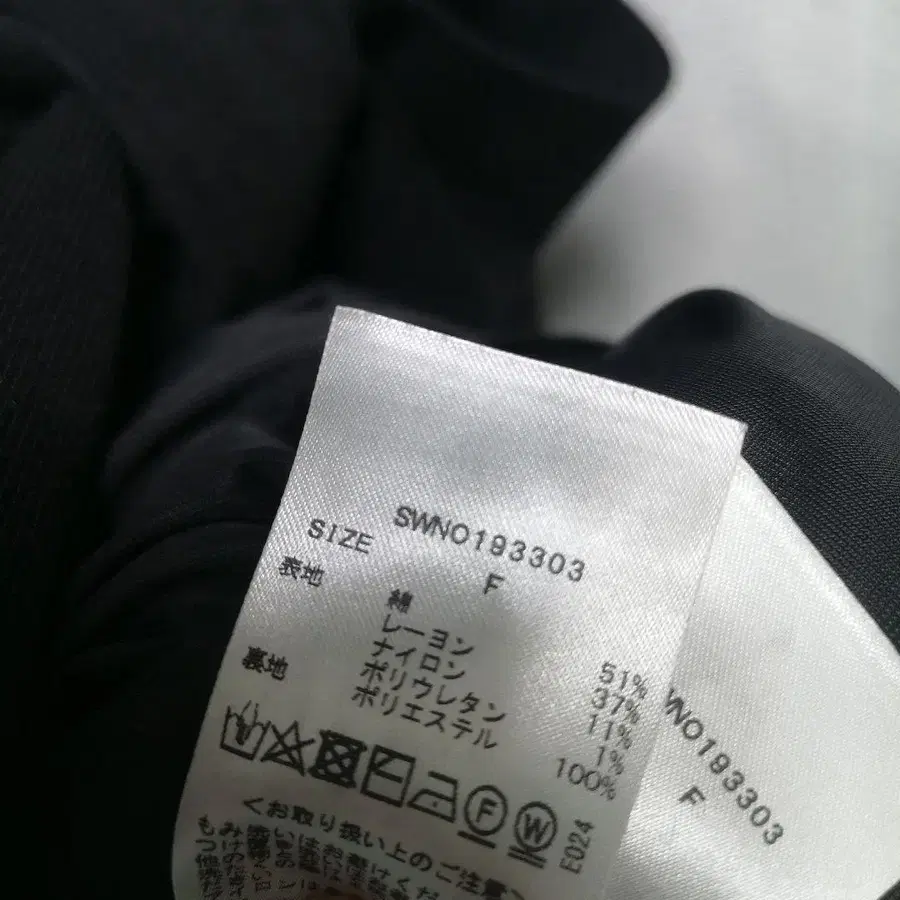 SWNO193303
SIZE F
表地
綿 51%
レーヨン 37%
ナイロン 11%
ポリウレタン 1%
裏地 ポリエステル 100%
F W E024
<お取り扱い上のご注意>
WNO193303
F